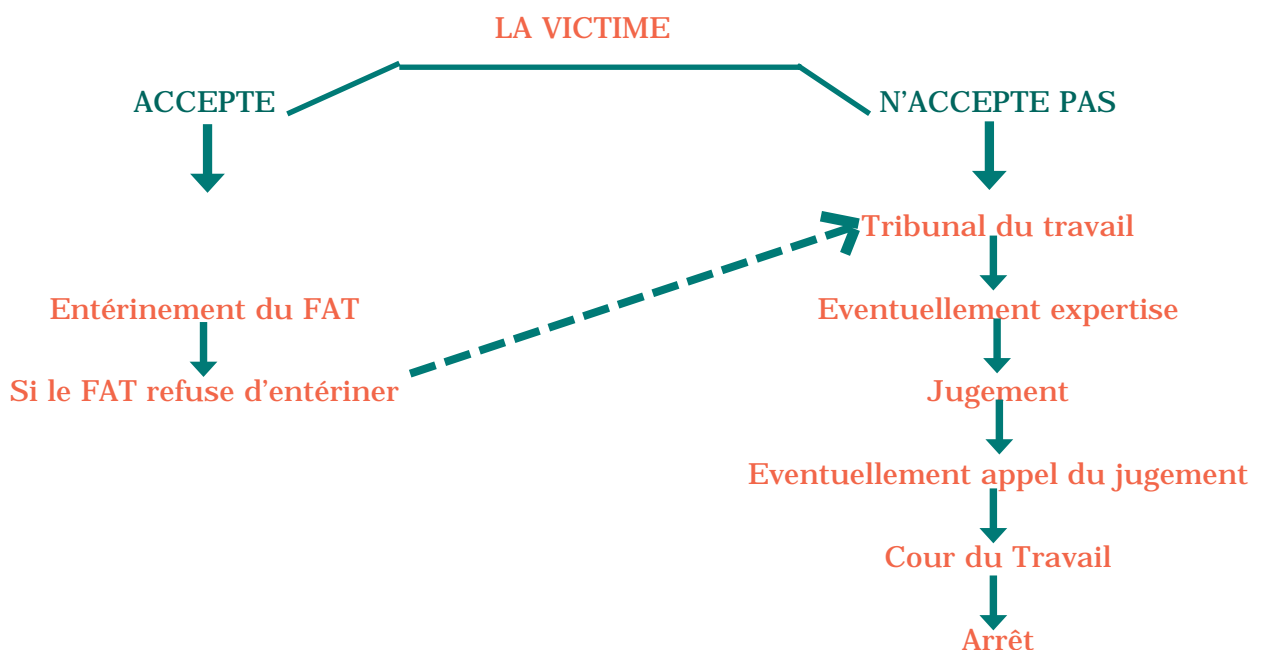 LA VICTIME
ACCEPTE
N'ACCEPTE PAS
Tribunal du travail
Entérinement du FAT
Eventuellement expertise
Si le FAT refuse d'entériner
Jugement
Eventuellement appel du jugement
Cour du Travail
Arrêt